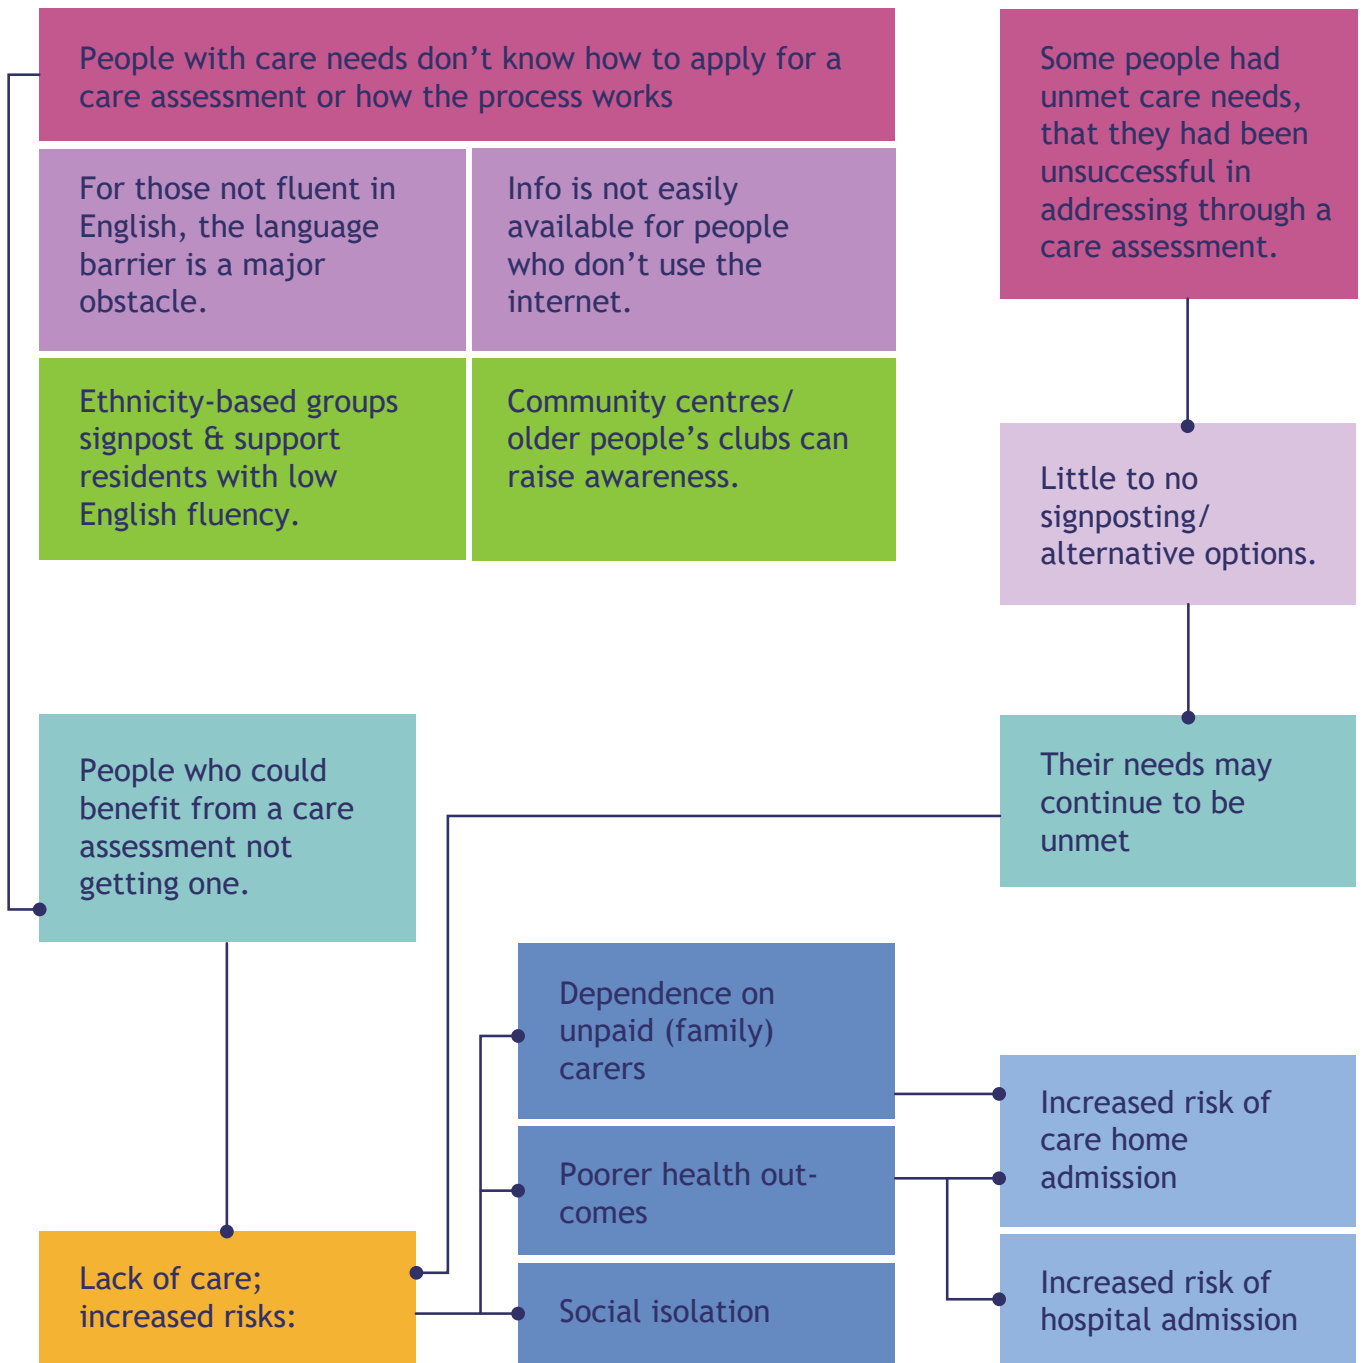 People with care needs don’t know how to apply for a
care assessment or how the process works
Some people had
unmet care needs,
that they had been
unsuccessful in
addressing through a
care assessment.
For those not fluent in
English, the language
barrier is a major
obstacle.
Info is not easily
available for people
who don’t use the
internet.
Ethnicity-based groups
signpost & support
residents with low
English fluency.
Community centres/
older people’s clubs can
raise awareness.
Little to no
signposting/
alternative options.
People who could
benefit from a care
assessment not
getting one.
Their needs may
continue to be
unmet
Lack of care;
increased risks:
Dependence on
unpaid (family)
carers
Poorer health out-
comes
Social isolation
Increased risk of
care home
admission
Increased risk of
hospital admission